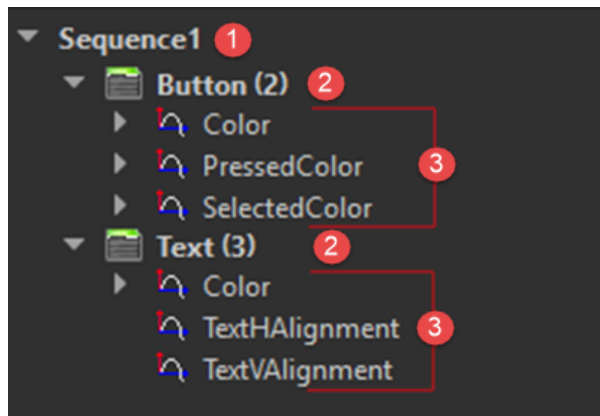 Sequence1 1
Button (2) 2
Color
PressedColor 3
SelectedColor
Text (3) 2
Color
TextHAlignment 3
TextVAlignment